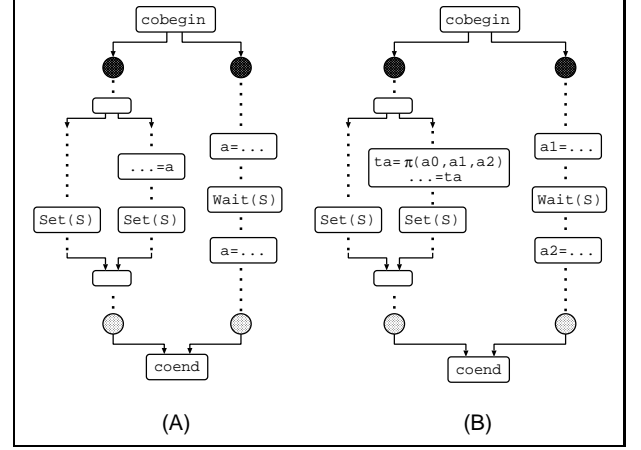 cobegin
a=...
...=a
Wait(S)
Set(S)
Set(S)
a=...
coend
(A)
cobegin
a1=...
ta=π(a0,a1,a2)
...=ta
Wait(S)
Set(S)
Set(S)
a2=...
coend
(B)